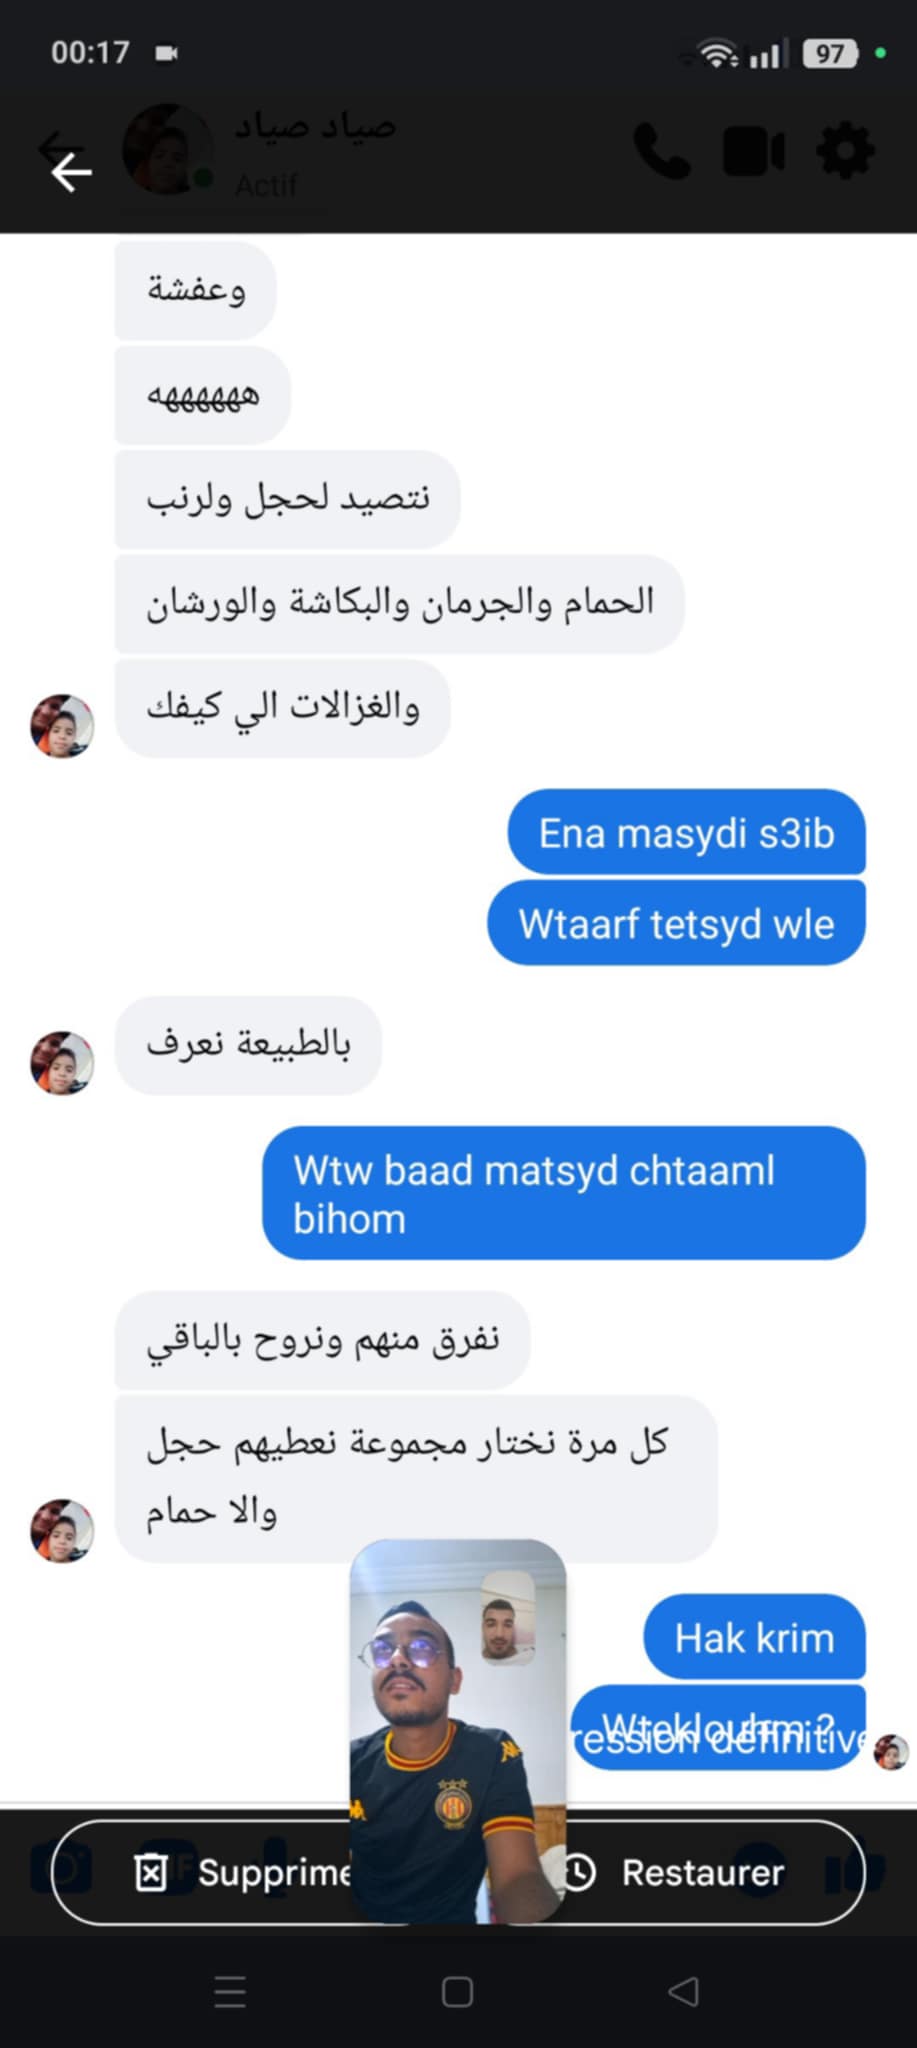 00:17
97
صياد صياد
Actif
وعفشة
ههههههه
نتصيد لحجل ولرنب
الحمام والجرمان والبكاشة والورشان
والغزالات الي كيفك
Ena masydi s3ib
Wtaarf tetsyd wle
بالطبيعة نعرف
Wtw baad matsyd chtaaml
bihom
نفرق منهم ونروح بالباقي
كل مرة نختار مجموعة نعطيهم حجل
والا حمام
Hak krim
Wteklouhm ?
ression définitive
Supprime
Restaurer